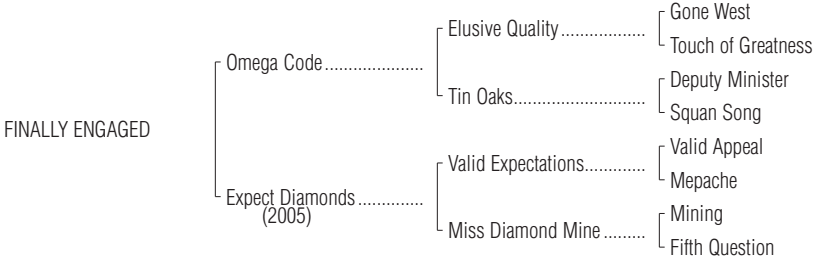 Gone West
Elusive Quality..................
Touch of Greatness
Omega Code.....................
Deputy Minister
Tin Oaks............................
Squan Song
FINALLY ENGAGED
Valid Appeal
Valid Expectations.............
Mepache
Expect Diamonds..............
(2005)
Mining
Miss Diamond Mine.........
Fifth Question